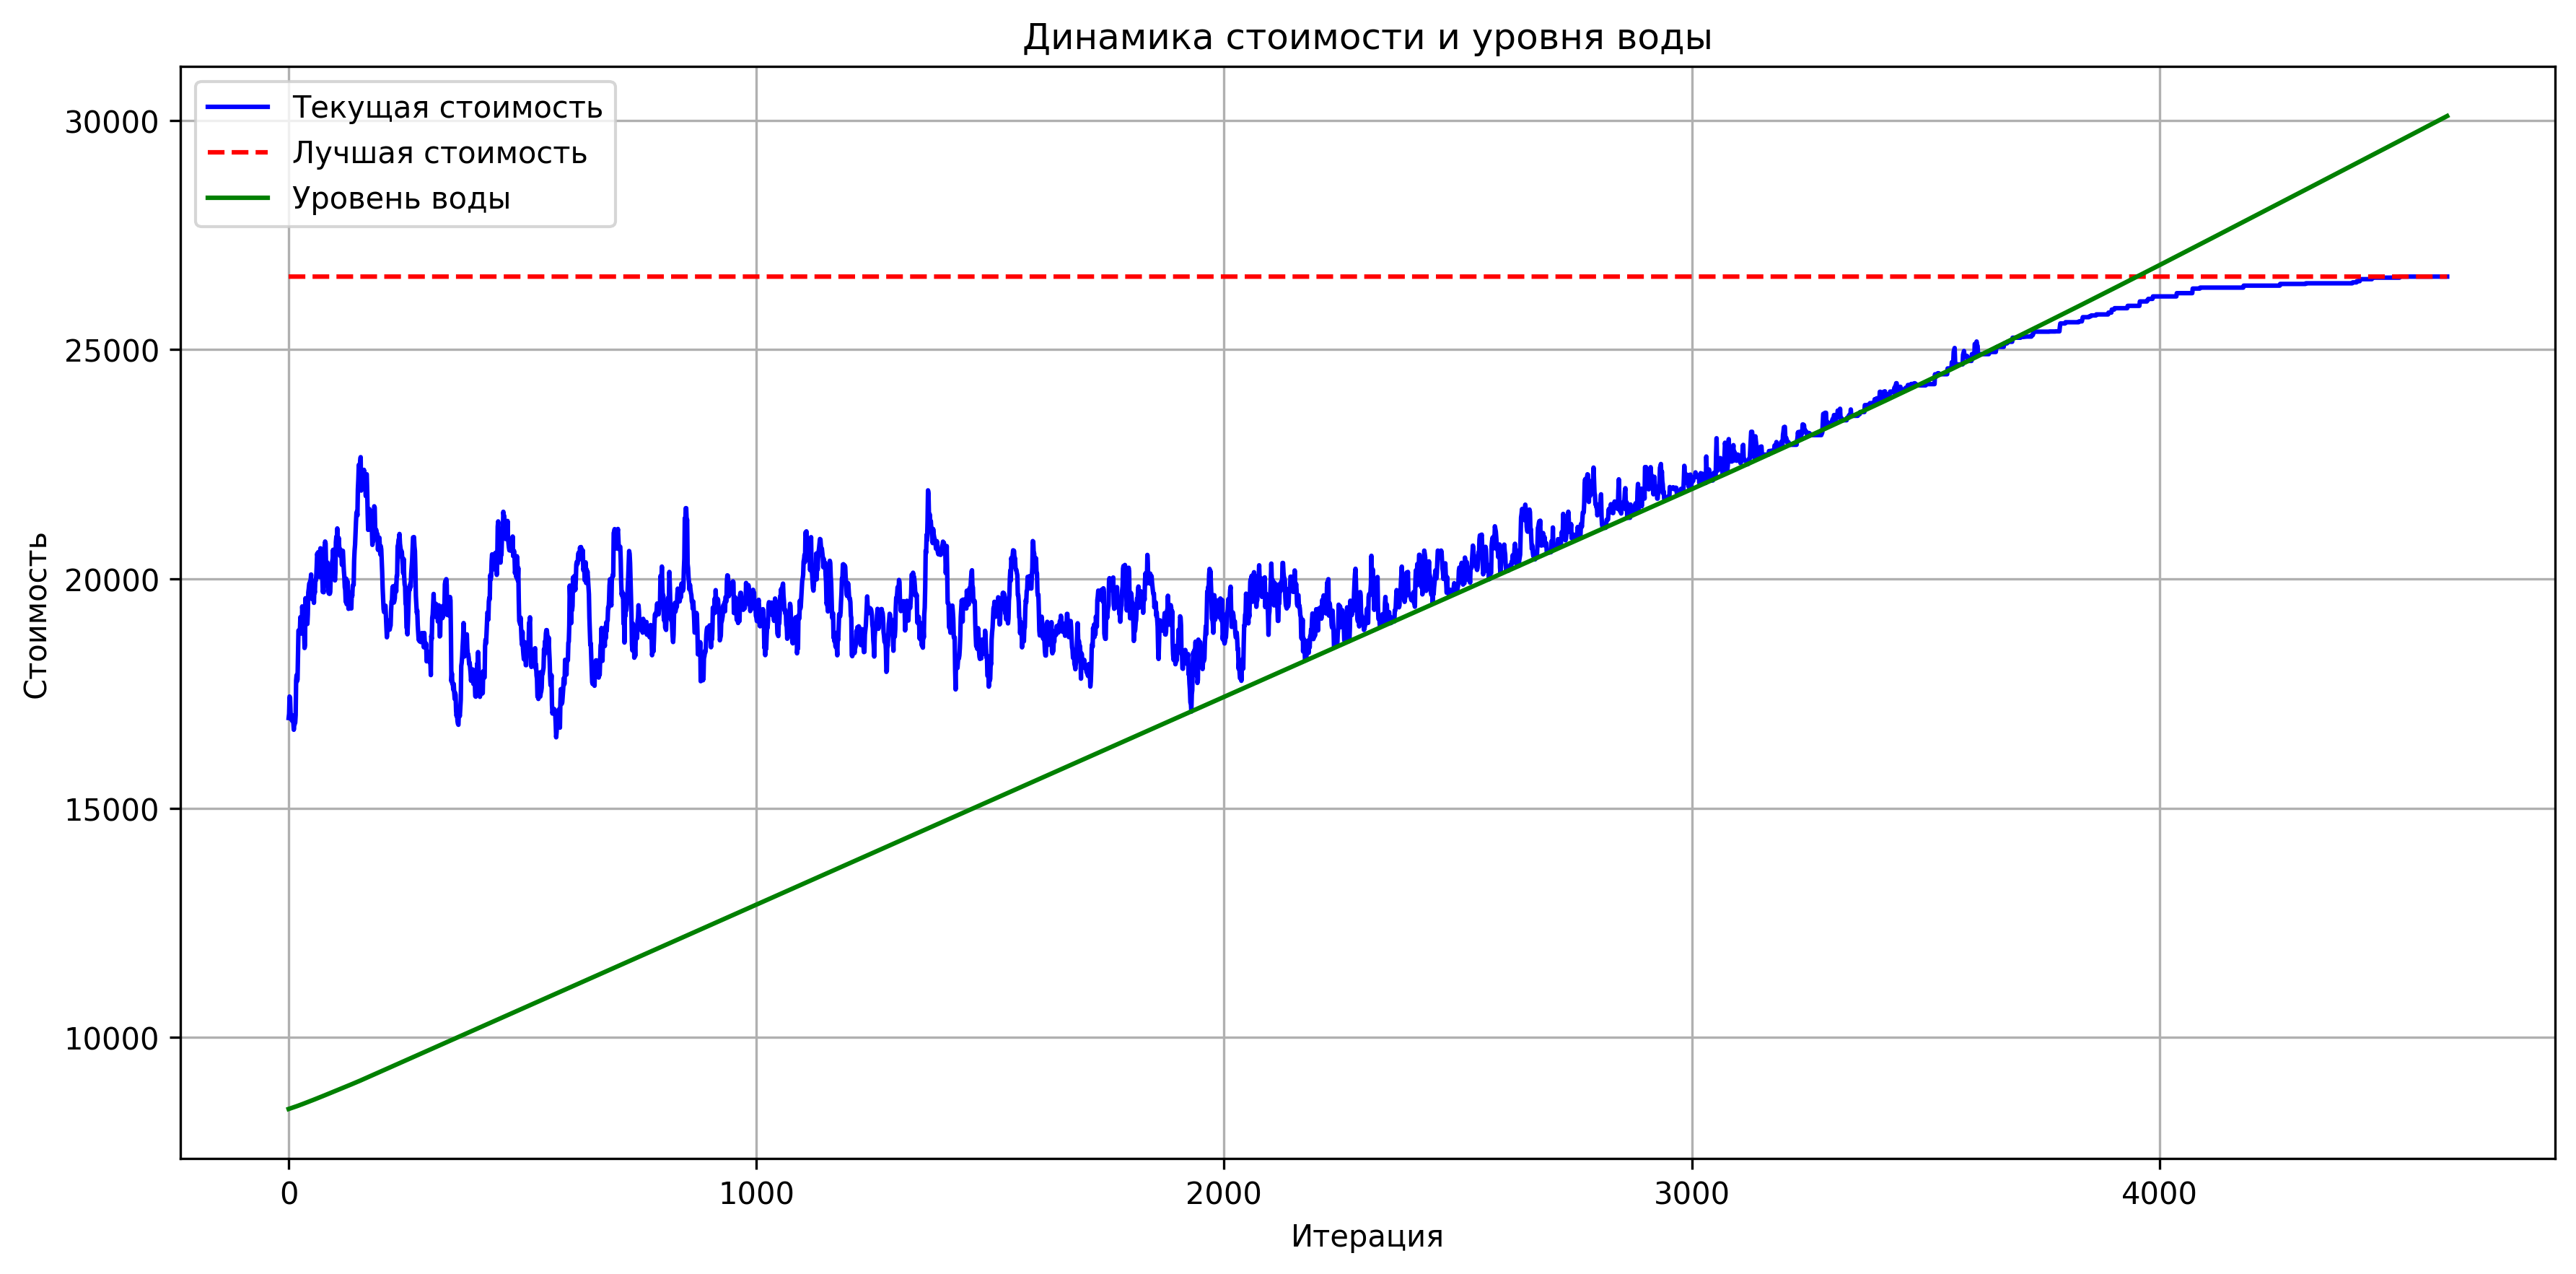 Динамика стоимости и уровня воды
Текущая стоимость
Лучшая стоимость
Уровень воды
Стоимость
30000
25000
20000
15000
10000
0 1000 2000 3000 4000
Итерация